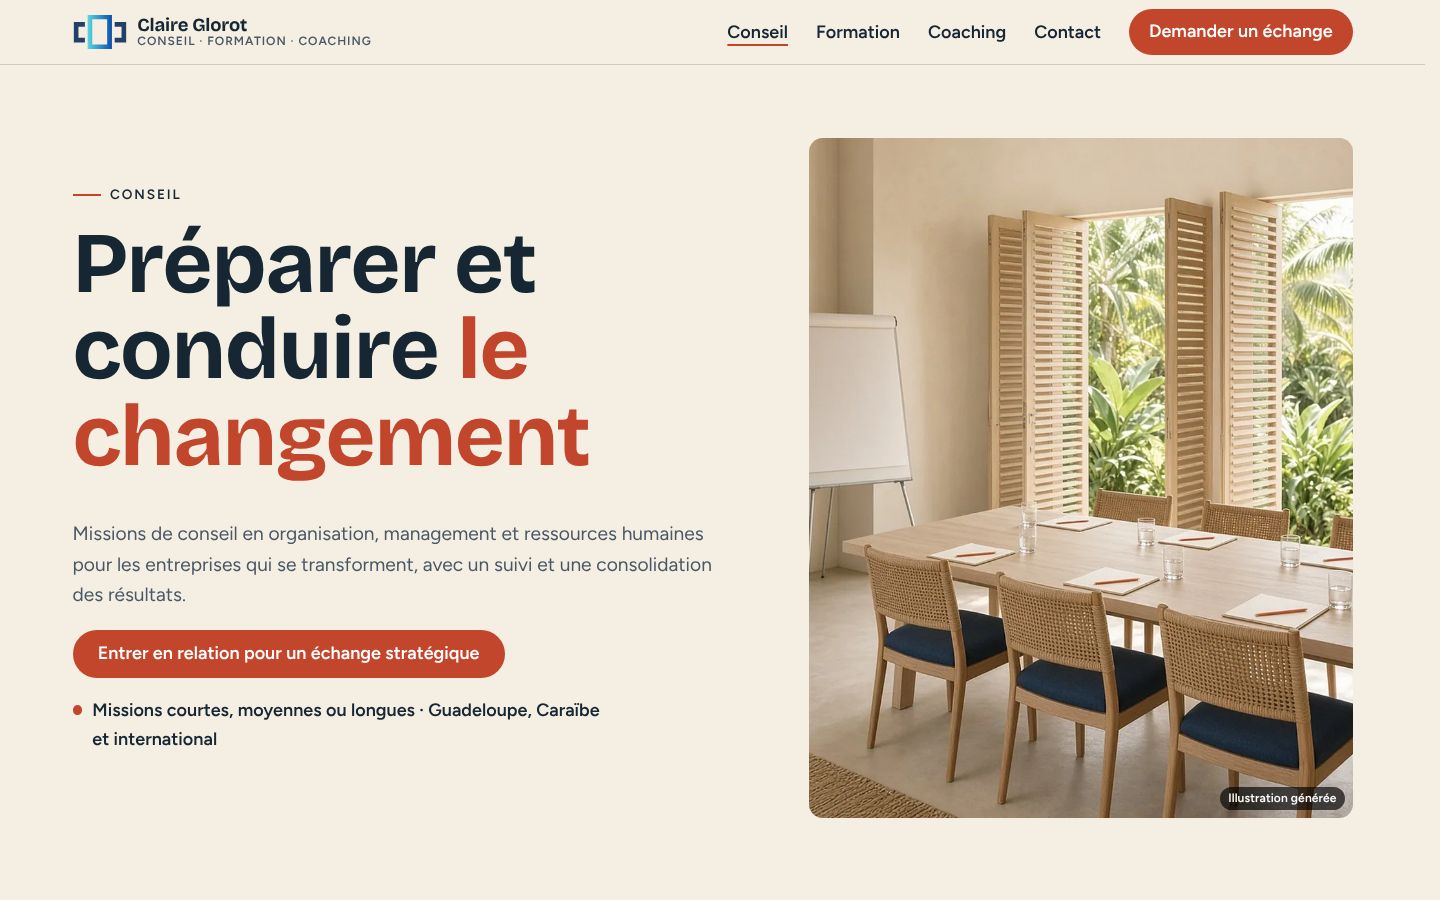 Claire Glorot
CONSEIL · FORMATION · COACHING
Conseil
Formation
Coaching
Contact
Demander un échange
CONSEIL
Préparer et
conduire le
changement
Missions de conseil en organisation, management et ressources humaines
pour les entreprises qui se transforment, avec un suivi et une consolidation
des résultats.
Entrer en relation pour un échange stratégique
Missions courtes, moyennes ou longues · Guadeloupe, Caraïbe
et international
Illustration générée